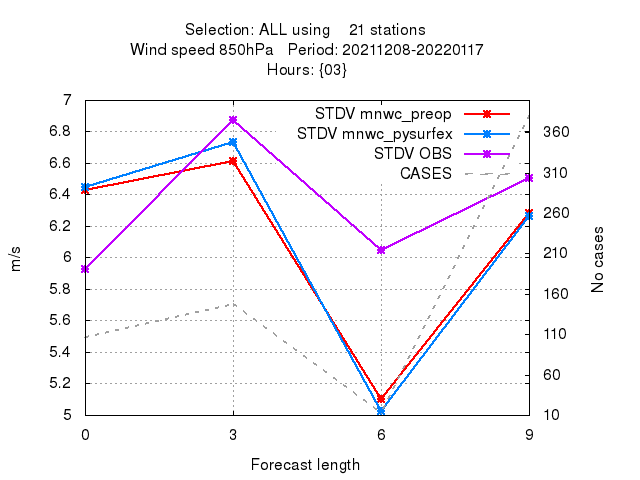 Selection: ALL using    21 stations
Wind speed 850hPa   Period: 20211208-20220117
Hours: {03}
STDV mnwc_preop
STDV mnwc_pysurfex
STDV OBS
CASES
m/s
7
6.8
6.6
6.4
6.2
6
5.8
5.6
5.4
5.2
5
360
310
260
210
160
110
60
10
No cases
0 3 6 9
Forecast length